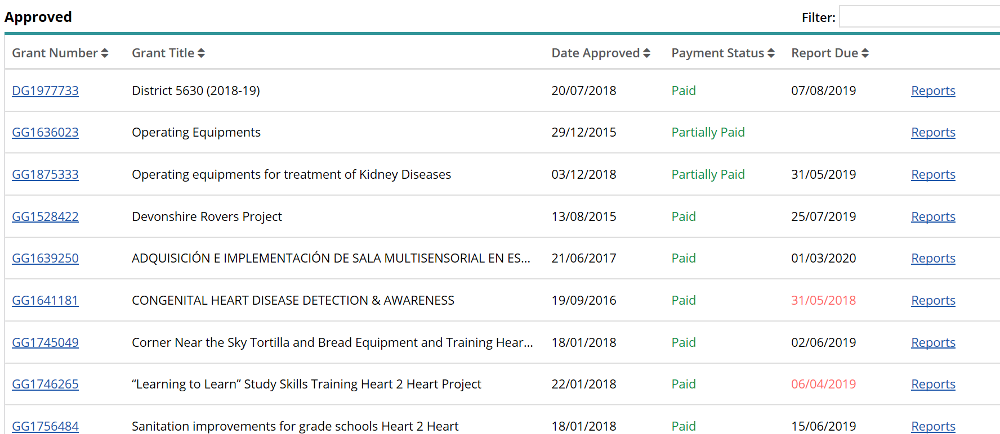 Approved Filter:
Grant Number Grant Title Date Approved Payment Status Report Due
DG1977733 District 5630 (2018-19) 20/07/2018 Paid 07/08/2019 Reports
GG1636023 Operating Equipments 29/12/2015 Partially Paid Reports
GG1875333 Operating equipments for treatment of Kidney Diseases 03/12/2018 Partially Paid 31/05/2019 Reports
GG1528422 Devonshire Rovers Project 13/08/2015 Paid 25/07/2019 Reports
GG1639250 ADQUISICIÓN E IMPLEMENTACIÓN DE SALA MULTISENSORIAL EN ES... 21/06/2017 Paid 01/03/2020 Reports
GG1641181 CONGENITAL HEART DISEASE DETECTION & AWARENESS 19/09/2016 Paid 31/05/2018 Reports
GG1745049 Corner Near the Sky Tortilla and Bread Equipment and Training Hear... 18/01/2018 Paid 02/06/2019 Reports
GG1746265 “Learning to Learn” Study Skills Training Heart 2 Heart Project 22/01/2018 Paid 06/04/2019 Reports
GG1756484 Sanitation improvements for grade schools Heart 2 Heart 18/01/2018 Paid 15/06/2019 Reports